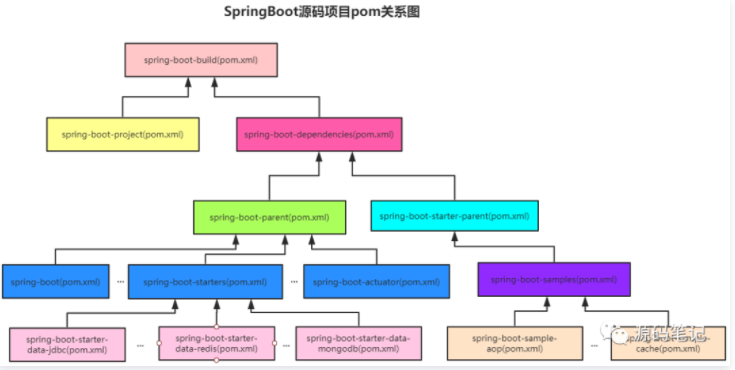 SpringBoot源码项目pom关系图
spring-boot-build(pom.xml)
spring-boot-project(pom.xml)
spring-boot-dependencies(pom.xml)
spring-boot-parent(pom.xml)
spring-boot-starter-parent(pom.xml)
spring-boot(pom.xml)
...
spring-boot-starters(pom.xml)
...
spring-boot-actuator(pom.xml)
spring-boot-samples(pom.xml)
spring-boot-starter-
data-jdbc(pom.xml)
...
spring-boot-starter-
data-redis(pom.xml)
...
spring-boot-starter-data-
mongodb(pom.xml)
spring-boot-sample-
aop(pom.xml)
...
cache(pom.xml)
源码笔记